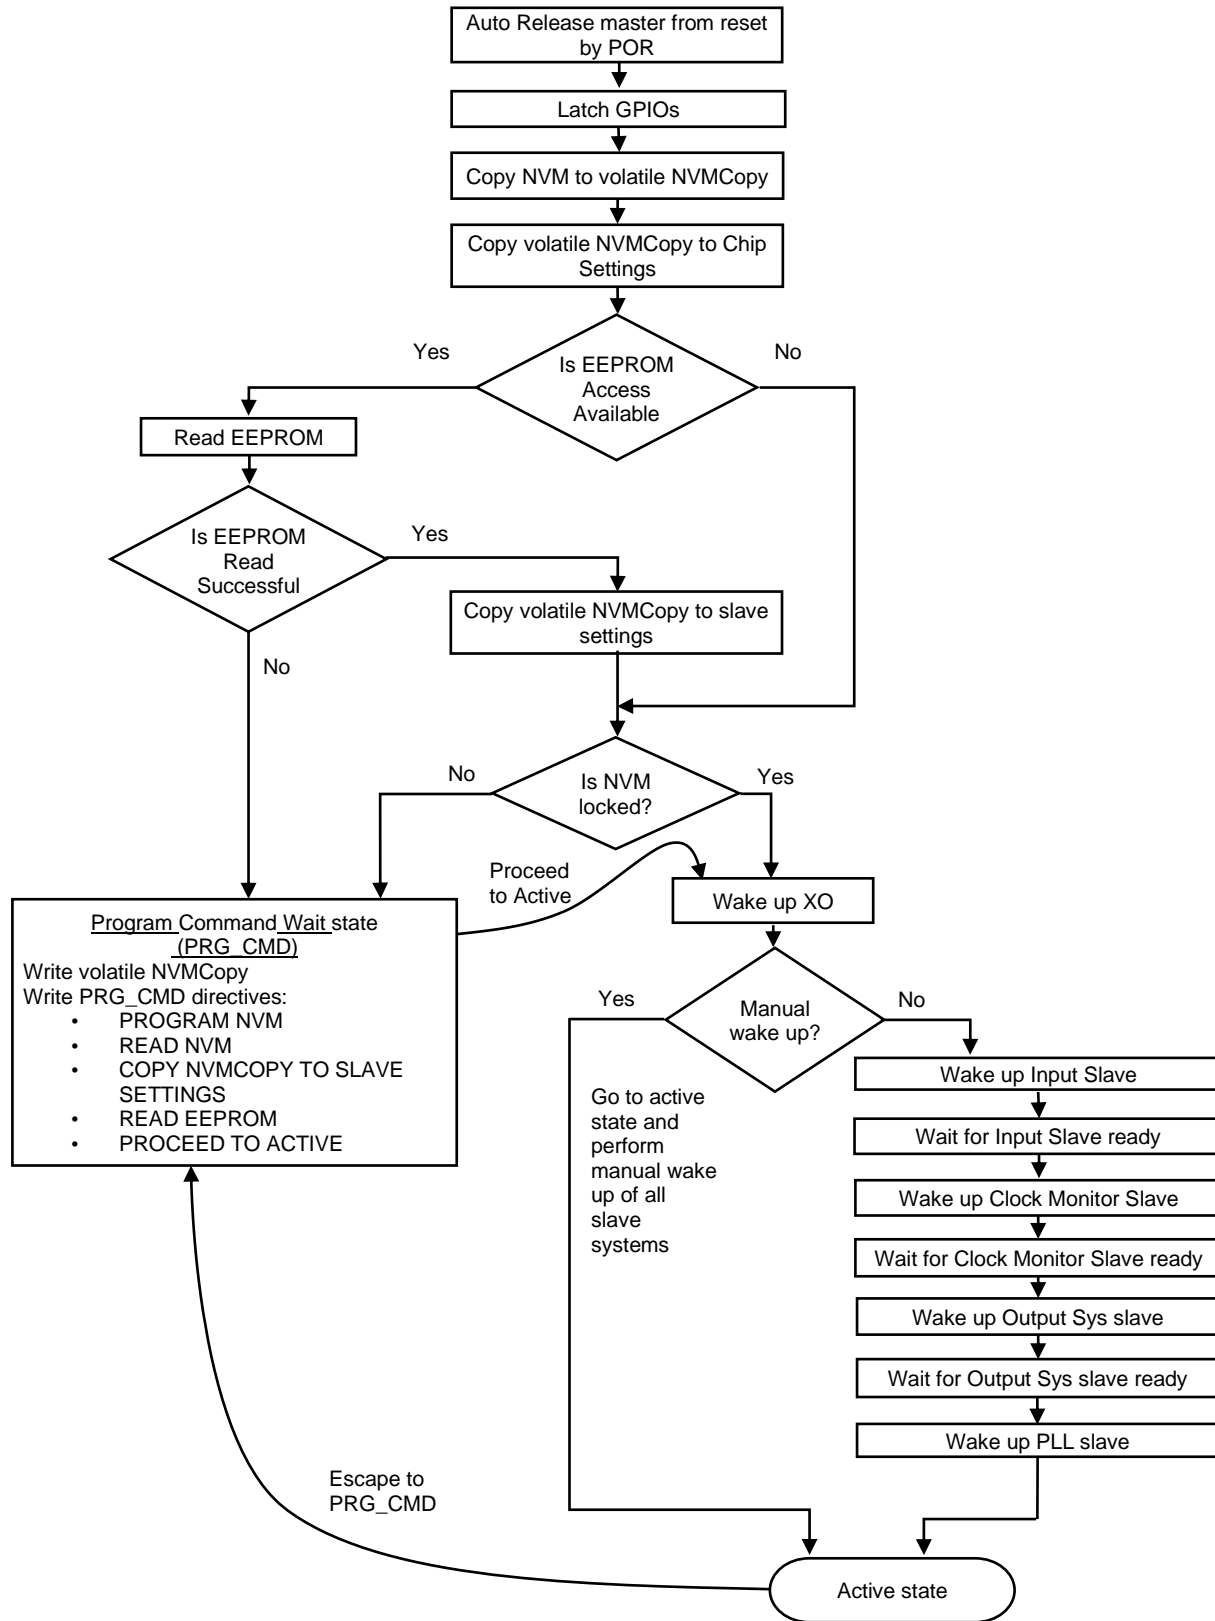 Auto Release master from reset
by POR
Latch GPIOs
Copy NVM to volatile NVMCopy
Copy volatile NVMCopy to Chip
Settings
Yes
No
Is EEPROM
Access
Available
Read EEPROM
Is EEPROM
Read
Successful
Yes
Copy volatile NVMCopy to slave
settings
No
No
Is NVM
locked?
Yes
Proceed
to Active
Wake up XO
Program Command Wait state
(PRG_CMD)
Write volatile NVMCopy
Write PRG_CMD directives:
• PROGRAM NVM
• READ NVM
• COPY NVMCOPY TO SLAVE
SETTINGS
• READ EEPROM
• PROCEED TO ACTIVE
Yes
Manual
wake up?
No
Go to active
state and
perform
manual wake
up of all
slave
systems
Wake up Input Slave
Wait for Input Slave ready
Wake up Clock Monitor Slave
Wait for Clock Monitor Slave ready
Wake up Output Sys slave
Wait for Output Sys slave ready
Wake up PLL slave
Escape to
PRG_CMD
Active state